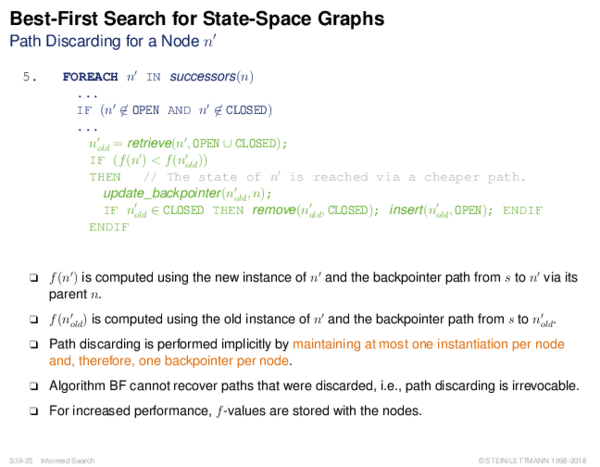 Best-First Search for State-Space Graphs
Path Discarding for a Node n′
5. FOREACH n′ IN successors(n)
...
IF (n′ ∉ OPEN AND n′ ∉ CLOSED)
...
n′old = retrieve(n′, OPEN ∪ CLOSED);
IF (f(n′) < f(n′old))
THEN // The state of n′ is reached via a cheaper path.
update_backpointer(n′old, n);
IF n′old ∈ CLOSED THEN remove(n′old, CLOSED); insert(n′old, OPEN); ENDIF
ENDIF
❑ f(n′) is computed using the new instance of n′ and the backpointer path from s to n′ via its
parent n.
❑ f(n′old) is computed using the old instance of n′ and the backpointer path from s to n′old.
❑ Path discarding is performed implicitly by maintaining at most one instantiation per node
and, therefore, one backpointer per node.
❑ Algorithm BF cannot recover paths that were discarded, i.e., path discarding is irrevocable.
❑ For increased performance, f-values are stored with the nodes.
S:II-25 Informed Search ©STEIN/LETTMANN 1998-2018